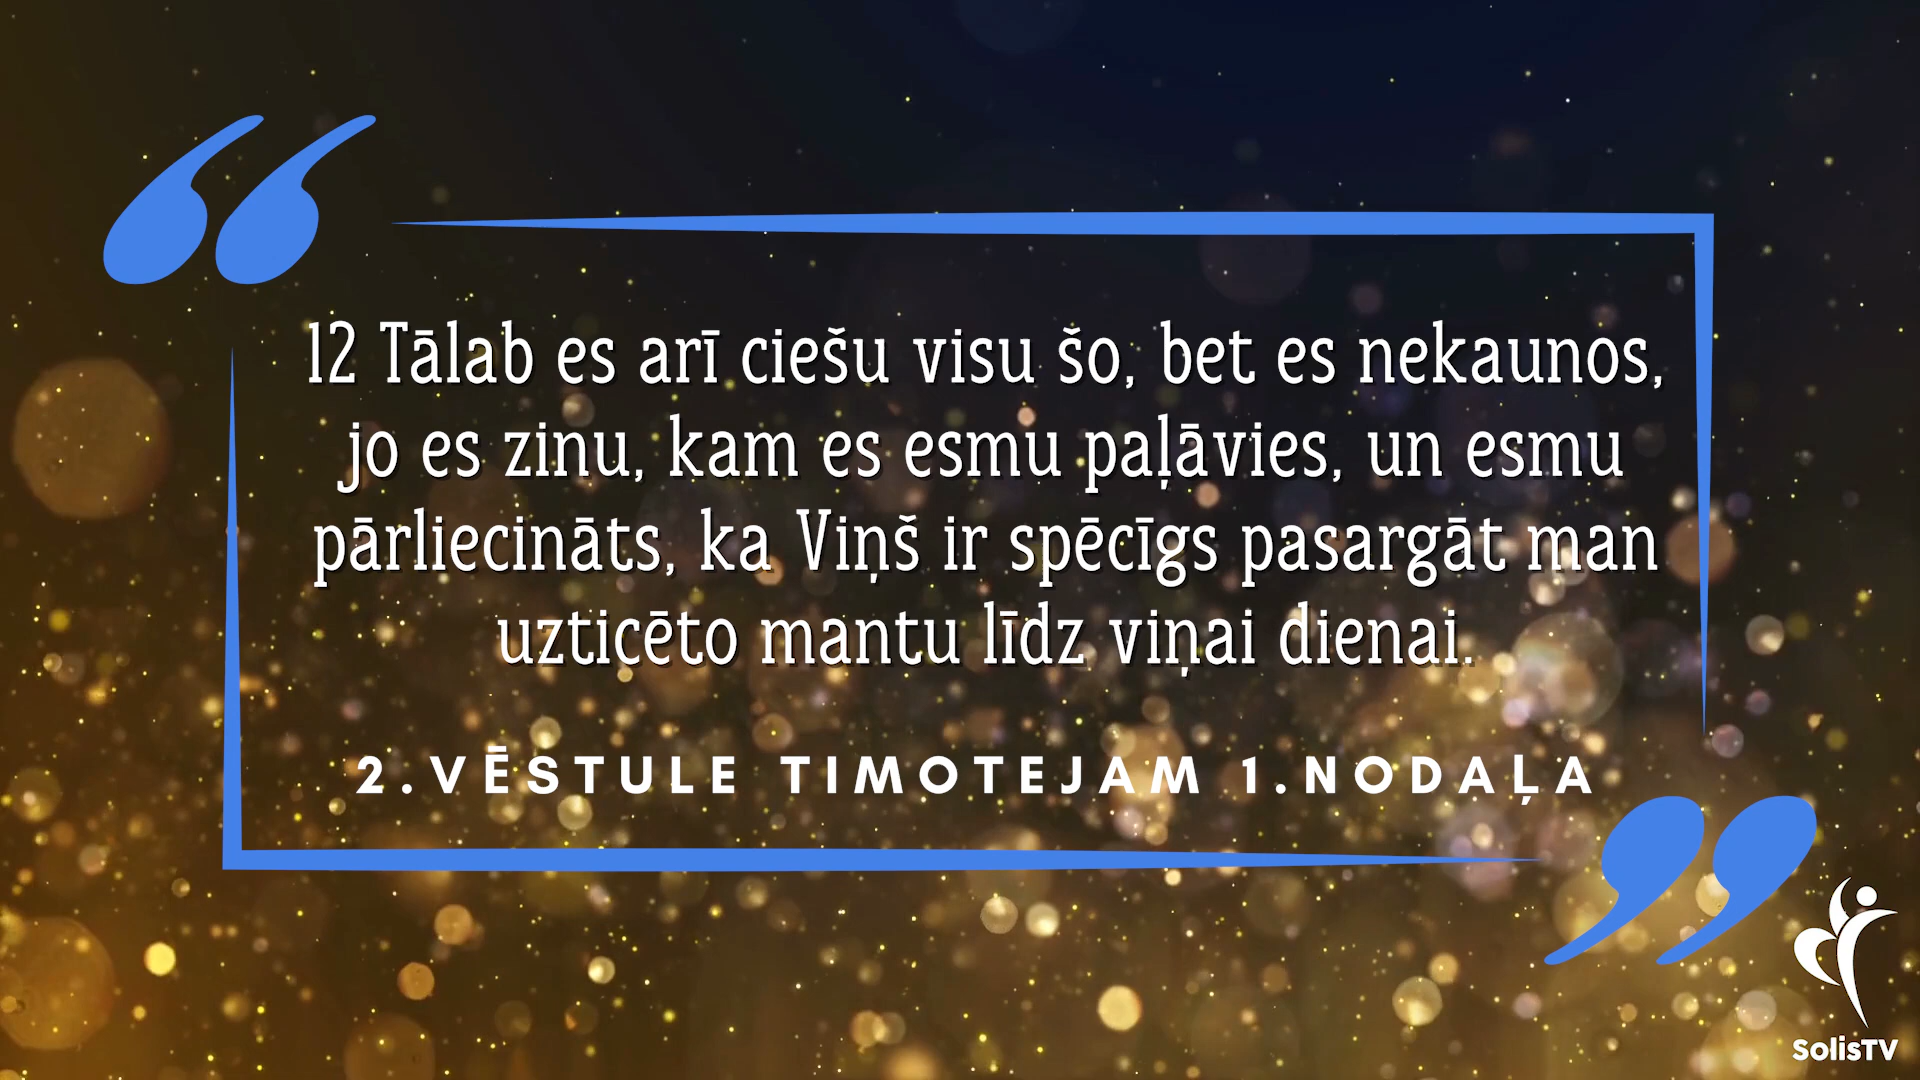 12 Tālab es arī ciešu visu šo, bet es nekaunos,
jo es zinu, kam es esmu paļāvies, un esmu
pārliecināts, ka Viņš ir spēcīgs pasargāt man
uzticēto mantu līdz viņai dienai.
2.VĒSTULE TIMOTEJAM 1.NODAĻA
SolisTV